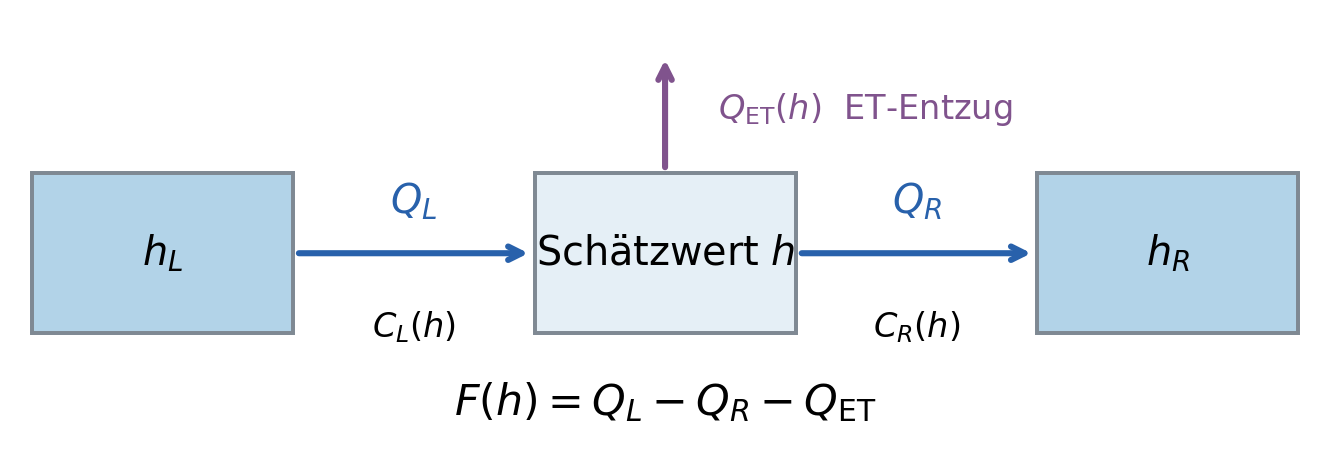 Q_ET(h) ET-Entzug
Q_L
Q_R
h_L
Schätzwert h
h_R
C_L(h)
C_R(h)
F(h) = Q_L − Q_R − Q_ET